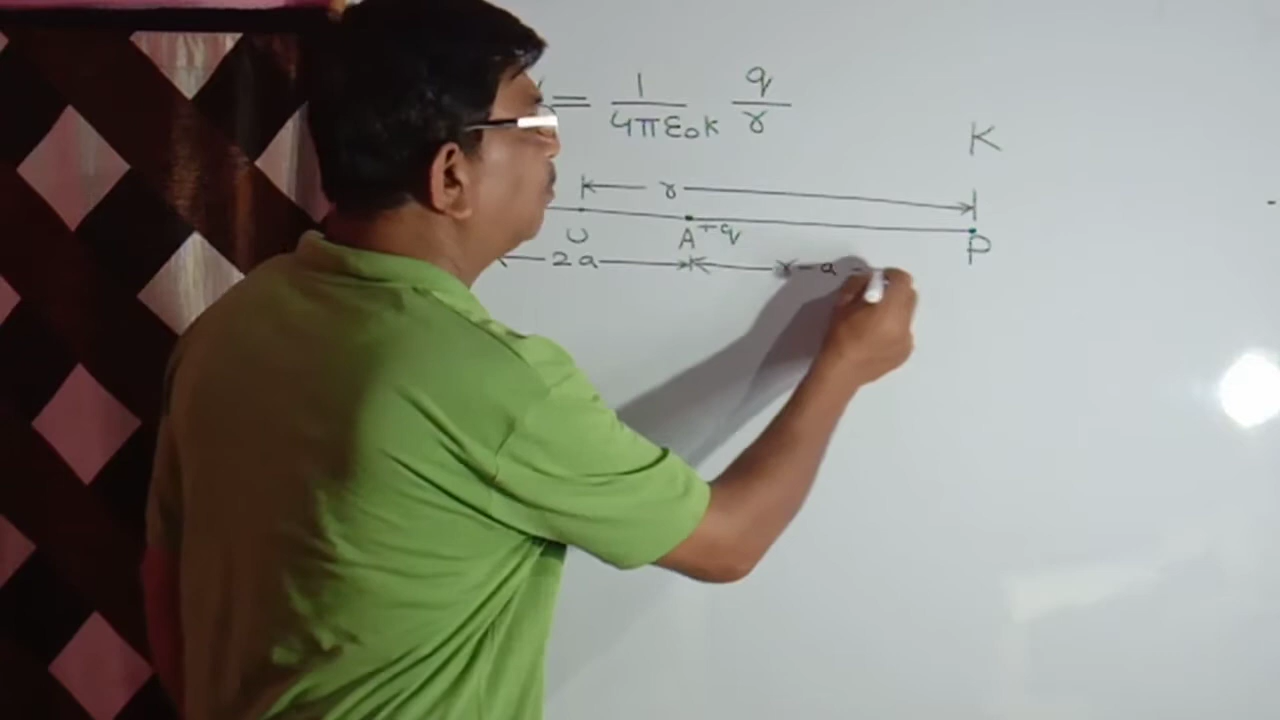 = 1/4πε₀K q/r
K
r
O A +q P
2a r-a